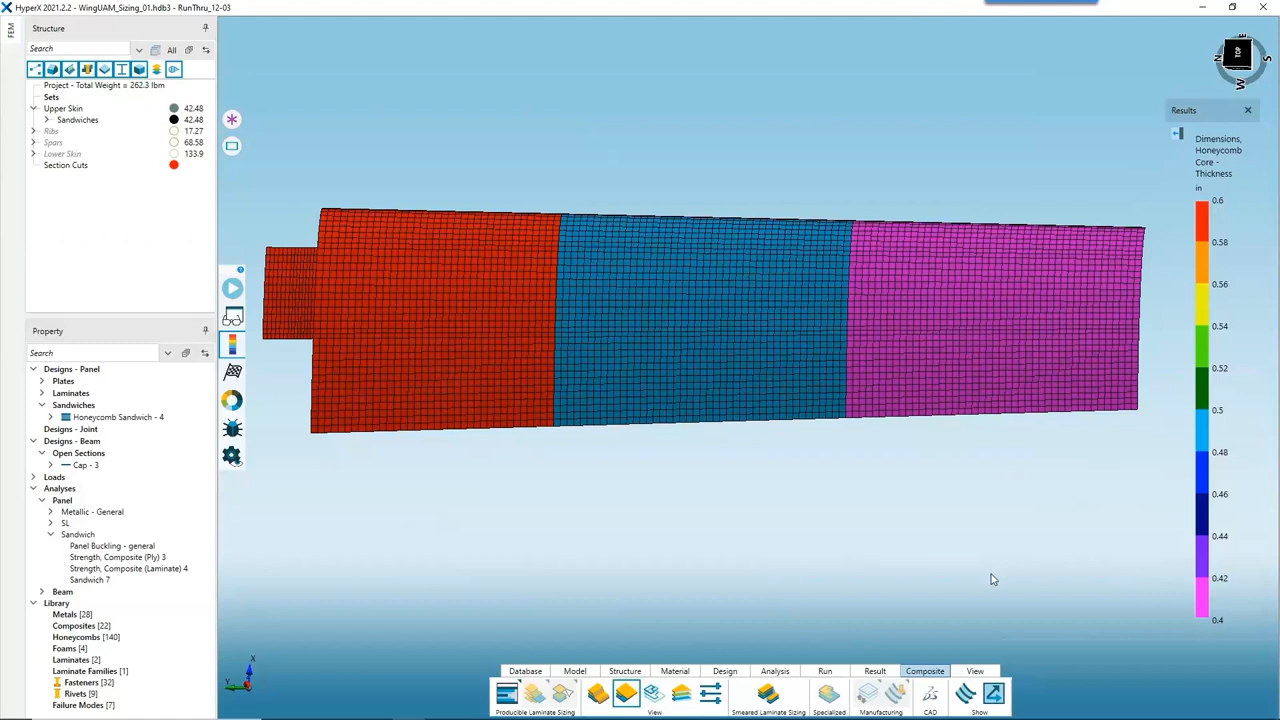 HyperX 2021.2.2 - WingUAM_Sizing_01.hdb3 - RunThru_12-03
FEM
Structure
Search
All
Project - Total Weight = 262.3 lbm
Sets
Upper Skin 42.48
Sandwiches 42.48
Ribs 17.27
Spars 68.58
Lower Skin 133.9
Section Cuts
Property
Search
Designs - Panel
Plates
Laminates
Sandwiches
Honeycomb Sandwich - 4
Designs - Joint
Designs - Beam
Open Sections
Cap - 3
Loads
Analyses
Panel
Metallic - General
SL
Sandwich
Panel Buckling - general
Strength, Composite (Ply) 3
Strength, Composite (Laminate) 4
Sandwich 7
Beam
Library
Metals [28]
Composites [22]
Honeycombs [140]
Foams [4]
Laminates [2]
Laminate Families [1]
Fasteners [32]
Rivets [9]
Failure Modes [7]
X
Y
TOP
E
N
S
W
Results
Dimensions,
Honeycomb
Core -
Thickness
in
0.6
0.58
0.56
0.54
0.52
0.5
0.48
0.46
0.44
0.42
0.4
Database Model Structure Material Design Analysis Run Result Composite View
Producible Laminate Sizing View Smeared Laminate Sizing Specialized Manufacturing CAD Show